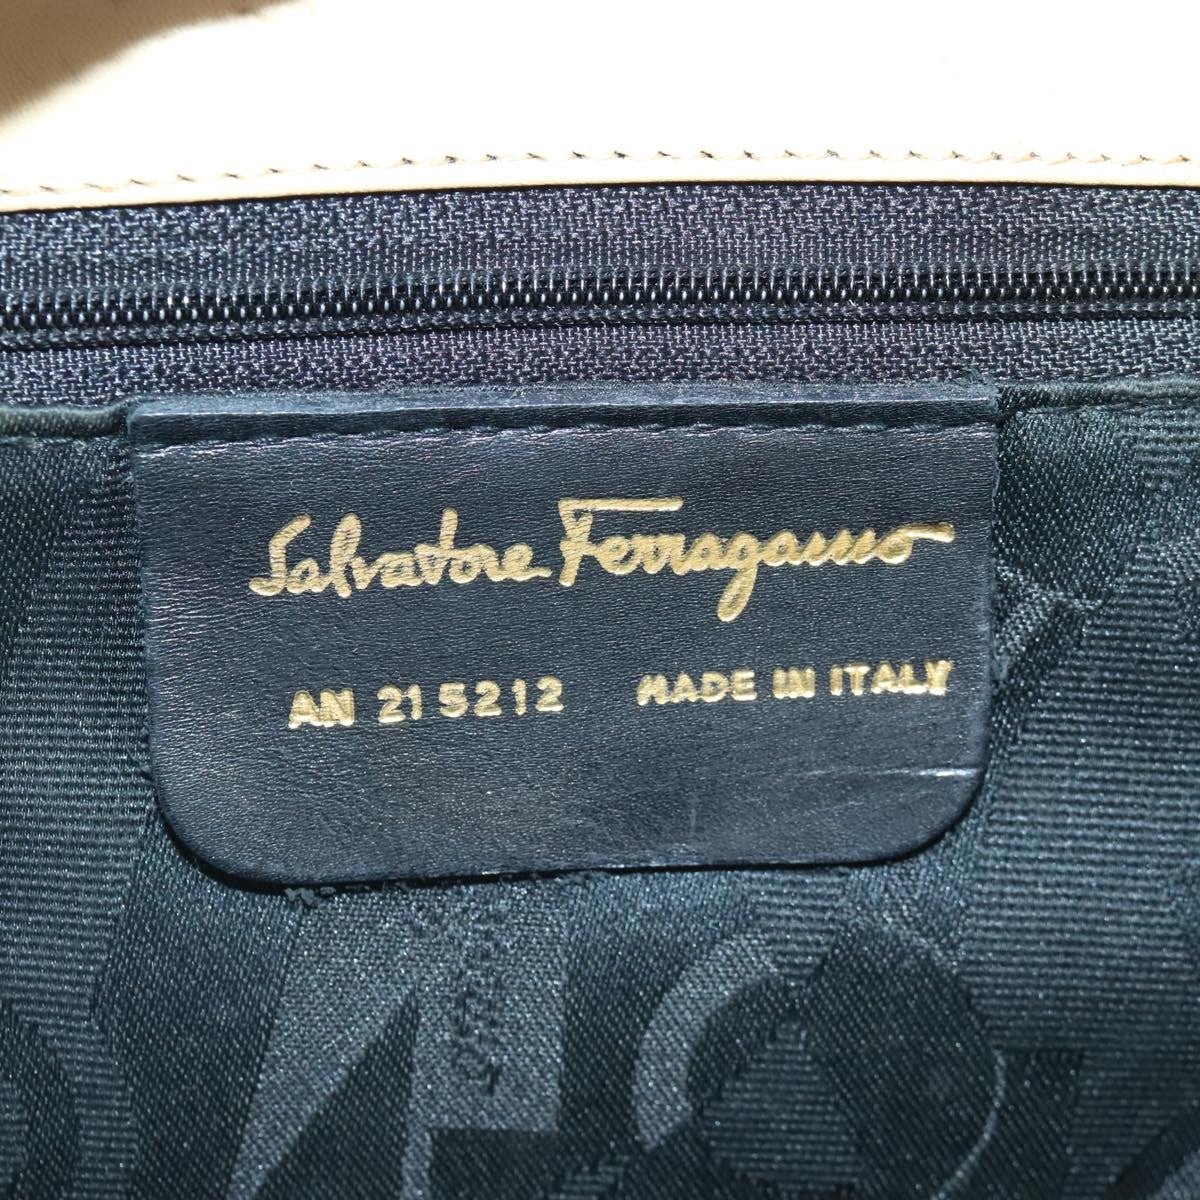 Salvatore Ferragamo
AN 21 5212 MADE IN ITALY